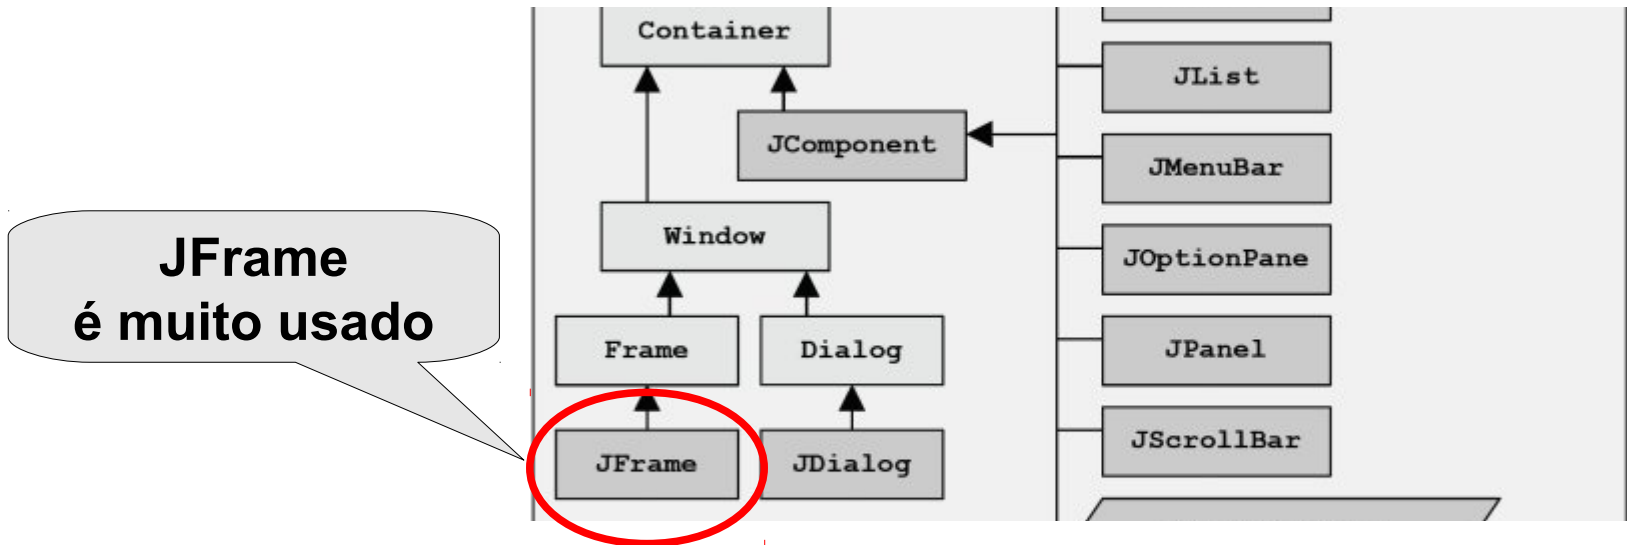 Container
JList
JComponent
JMenuBar
JFrame
é muito usado
Window
JOptionPane
Frame
Dialog
JPanel
JFrame
JDialog
JScrollBar